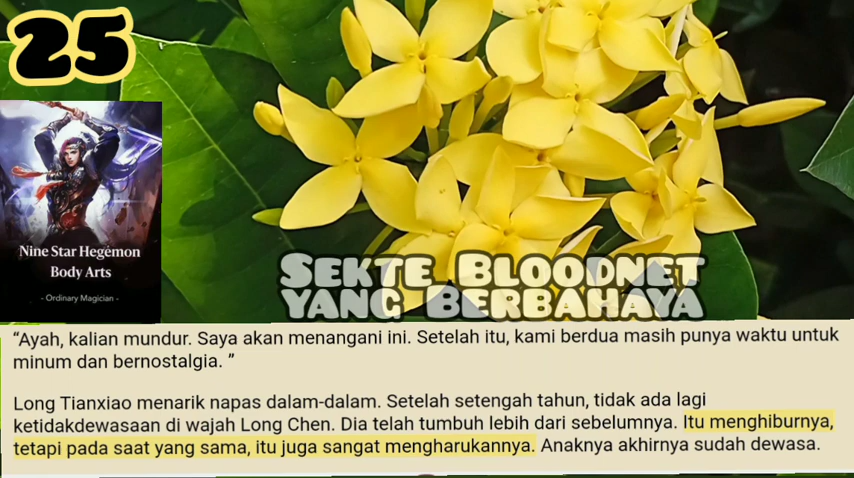 25
Nine Star Hegemon
Body Arts
- Ordinary Magician -
SEKTE BLOODNET
YANG BERBAHAYA
“Ayah, kalian mundur. Saya akan menangani ini. Setelah itu, kami berdua masih punya waktu untuk
minum dan bernostalgia. ”
Long Tianxiao menarik napas dalam-dalam. Setelah setengah tahun, tidak ada lagi
ketidakdewasaan di wajah Long Chen. Dia telah tumbuh lebih dari sebelumnya. Itu menghiburnya,
tetapi pada saat yang sama, itu juga sangat mengharukannya. Anaknya akhirnya sudah dewasa.